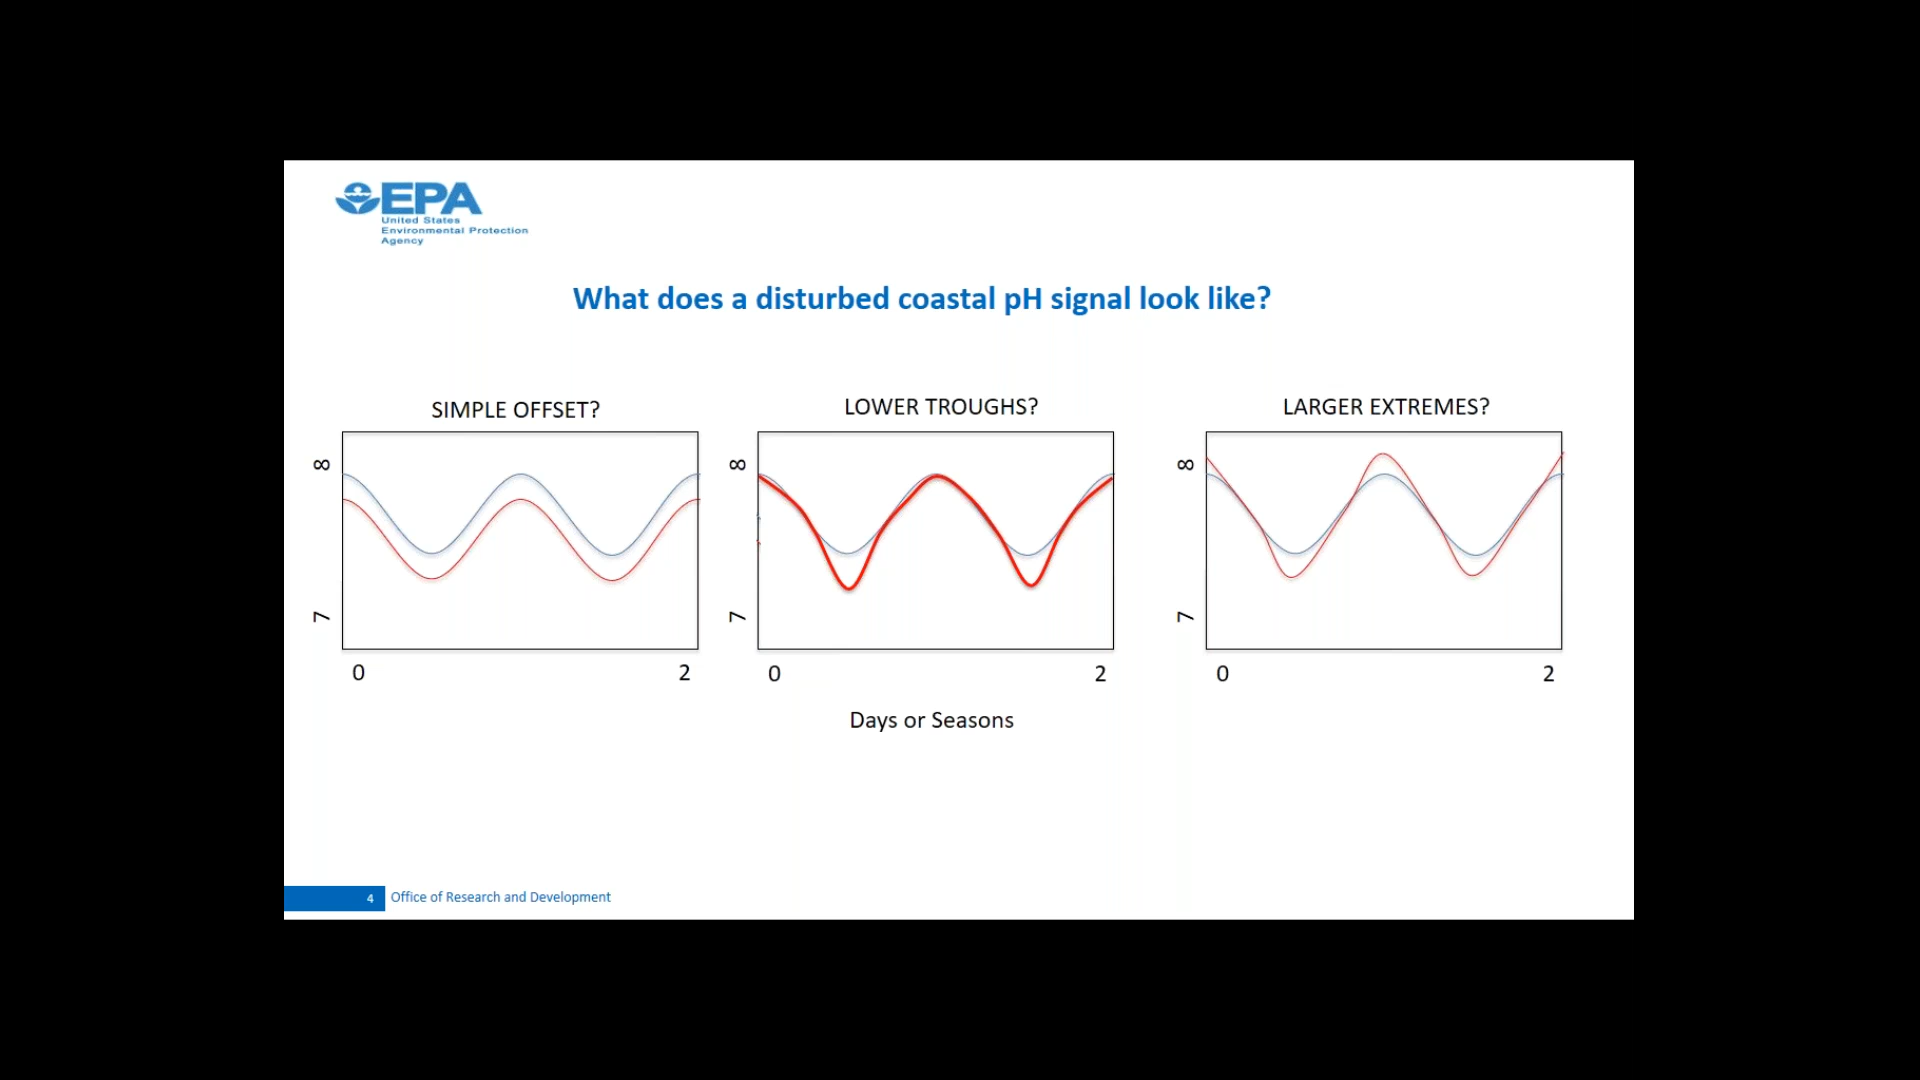 EPA
United States
Environmental Protection
Agency
What does a disturbed coastal pH signal look like?
SIMPLE OFFSET?
LOWER TROUGHS?
LARGER EXTREMES?
8
7
0
2
8
7
0
2
8
7
0
2
Days or Seasons
4 Office of Research and Development